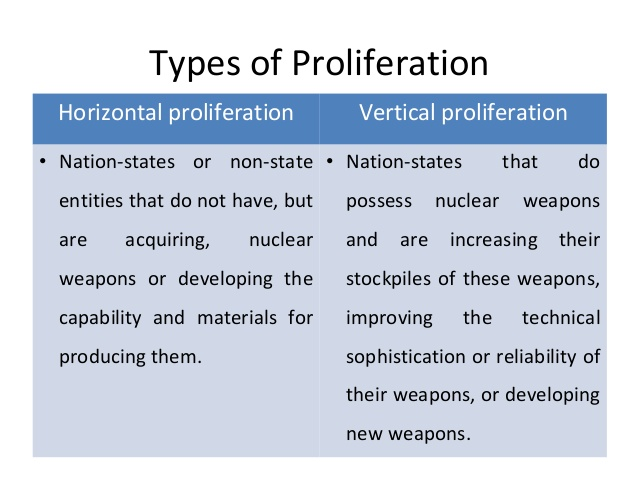 Types of Proliferation
Horizontal proliferation
Vertical proliferation
• Nation-states or non-state
entities that do not have, but
are acquiring, nuclear
weapons or developing the
capability and materials for
producing them.
• Nation-states that do
possess nuclear weapons
and are increasing their
stockpiles of these weapons,
improving the technical
sophistication or reliability of
their weapons, or developing
new weapons.